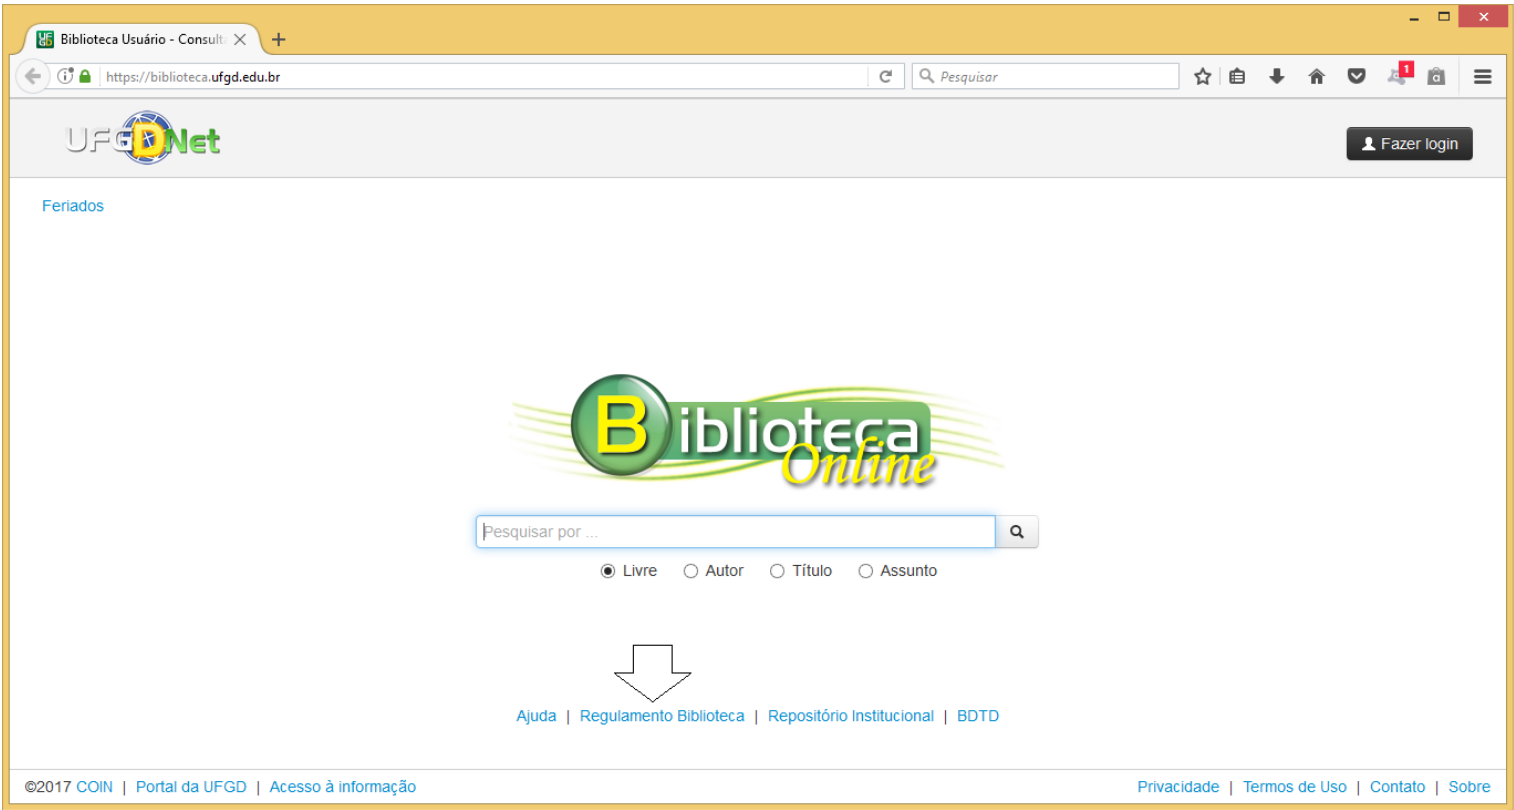 Biblioteca Usuário - Consult
https://biblioteca.ufgd.edu.br
Pesquisar
1
UFGDNet
Fazer login
Feriados
Biblioteca
Online
Pesquisar por ...
Livre Autor Título Assunto
Ajuda | Regulamento Biblioteca | Repositório Institucional | BDTD
©2017 COIN | Portal da UFGD | Acesso à informação
Privacidade | Termos de Uso | Contato | Sobre